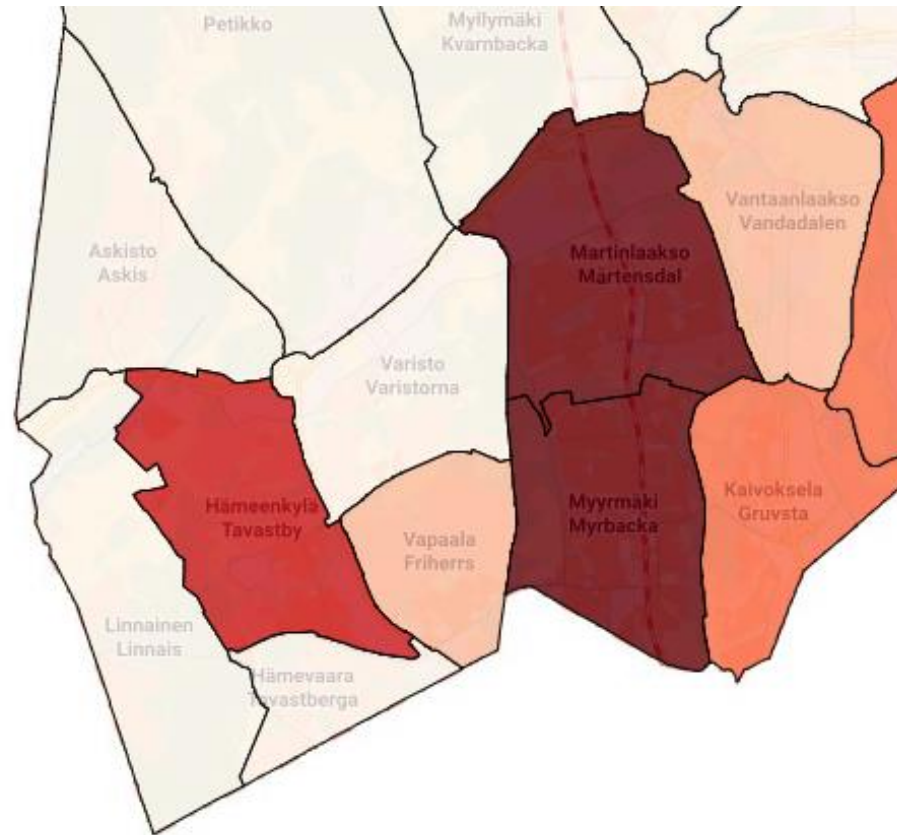 Petikko
Myllymäki
Kvarnbacka
Vantaanlaakso
Vandadalen
Askisto
Askis
Martinlaakso
Mårtensdal
Varisto
Varistorna
Hämeenkylä
Tavastby
Myyrmäki
Myrbacka
Kaivoksela
Gruvsta
Vapaala
Friherrs
Linnainen
Linnais
Hämevaara
Tavastberga